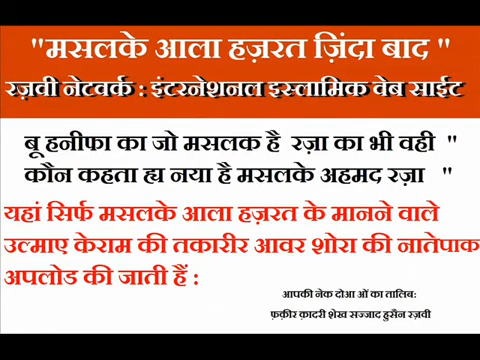 "मसलके आला हज़रत ज़िंदा बाद "
रज़वी नेटवर्क : इंटरनेशनल इस्लामिक वेब साईट
बू हनीफा का जो मसलक है रज़ा का भी वही "
कौन कहता ह्य नया है मसलके अहमद रज़ा "
यहां सिर्फ मसलके आला हज़रत के मानने वाले
उल्माए केराम की तकारीर आवर शोरा की नातेपाक
अपलोड की जाती हैं :
आपकी नेक दोआ ओं का तालिब:
फ़क़ीर क़ादरी शेख सज्जाद हुसैन रज़वी